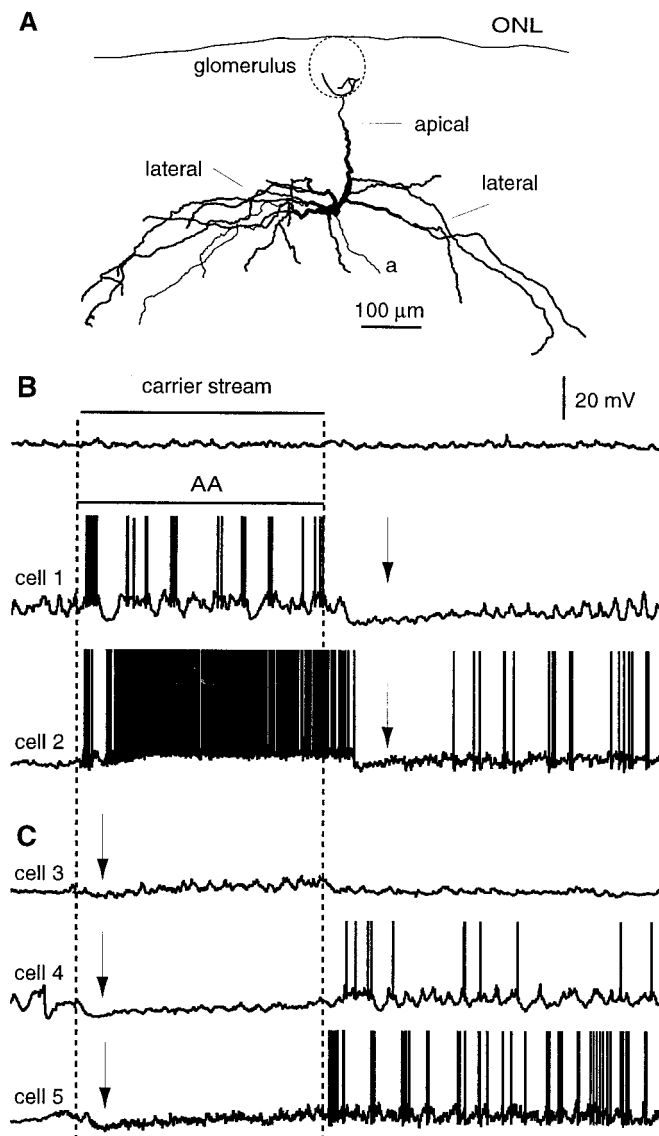 A
ONL
glomerulus
apical
lateral
lateral
a
100 μm
B
carrier stream
20 mV
AA
cell 1
cell 2
C
cell 3
cell 4
cell 5